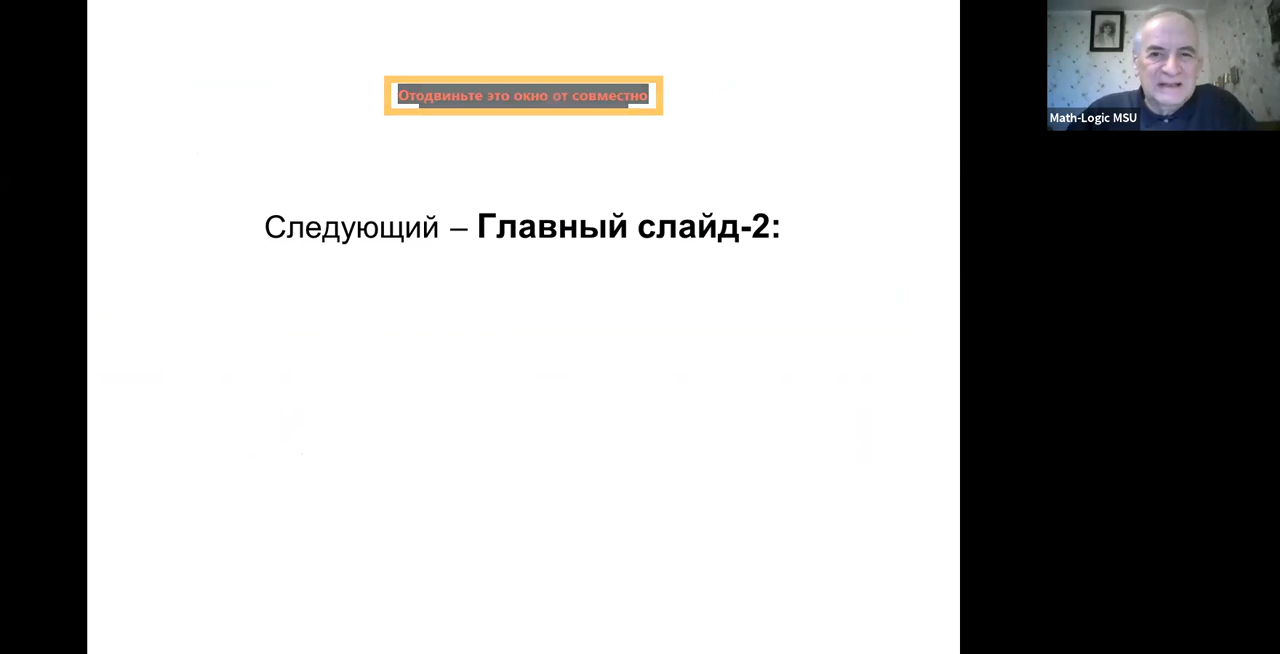 Отодвиньте это окно от совместно
Следующий – Главный слайд-2:
Math-Logic MSU